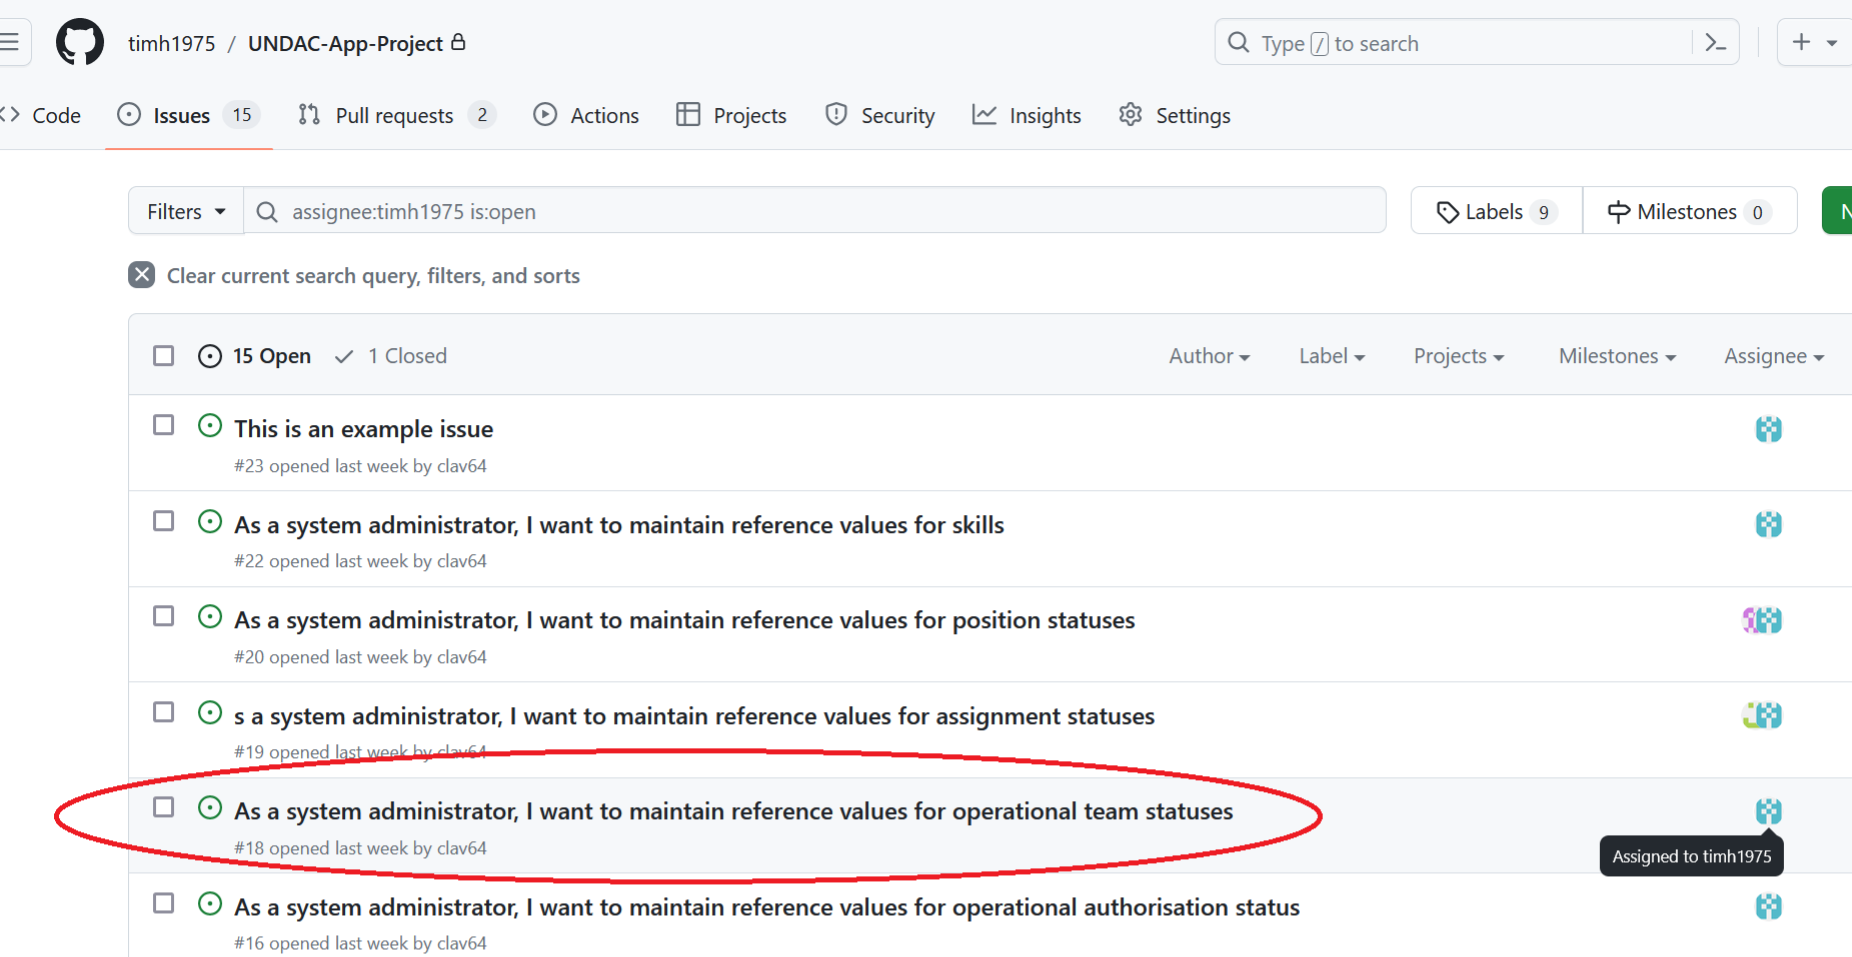 timh1975 / UNDAC-App-Project
Type / to search
Code
Issues 15
Pull requests 2
Actions
Projects
Security
Insights
Settings
Filters
assignee:timh1975 is:open
Labels 9
Milestones 0
N
Clear current search query, filters, and sorts
15 Open 1 Closed
Author
Label
Projects
Milestones
Assignee
This is an example issue
#23 opened last week by clav64
As a system administrator, I want to maintain reference values for skills
#22 opened last week by clav64
As a system administrator, I want to maintain reference values for position statuses
#20 opened last week by clav64
s a system administrator, I want to maintain reference values for assignment statuses
#19 opened last week by clav64
As a system administrator, I want to maintain reference values for operational team statuses
#18 opened last week by clav64
Assigned to timh1975
As a system administrator, I want to maintain reference values for operational authorisation status
#16 opened last week by clav64